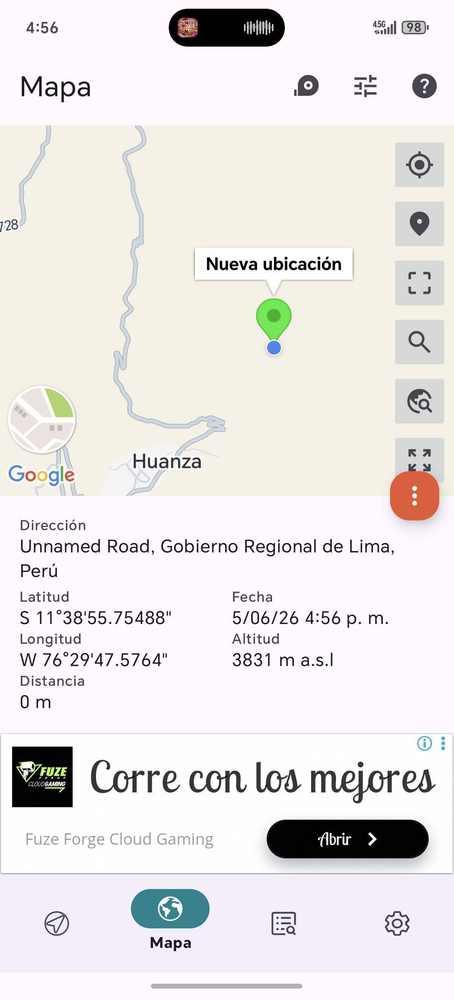 4:56
4.5G
98
Mapa
728
Nueva ubicación
Huanza
Google
Dirección
Unnamed Road, Gobierno Regional de Lima,
Perú
Latitud
S 11°38'55.75488"
Fecha
5/06/26 4:56 p. m.
Longitud
W 76°29'47.5764"
Altitud
3831 m a.s.l
Distancia
0 m
FUZE
FORGE
CLOUDGAMING
Corre con los mejores
Fuze Forge Cloud Gaming
Abrir
Mapa